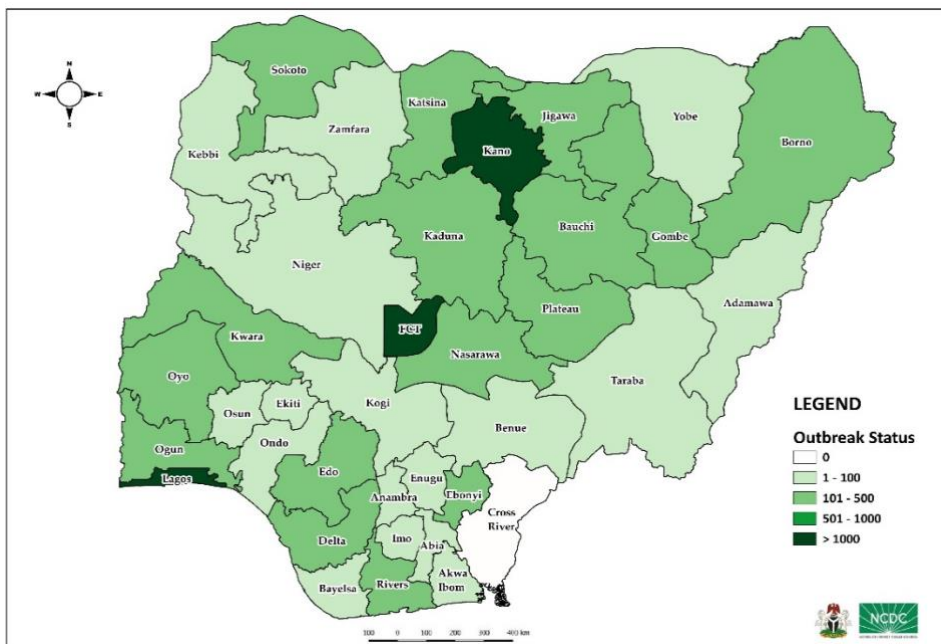 N
W E
S
Sokoto
Katsina
Jigawa
Yobe
Borno
Zamfara
Kebbi
Kano
Kaduna
Bauchi
Gombe
Niger
Adamawa
Plateau
FCT
Kwara
Nasarawa
Oyo
Taraba
Kogi
Ekiti
Osun
Benue
Ondo
Ogun
Edo
Enugu
Lagos
Anambra
Ebonyi
Cross
River
Delta
Imo
Abia
Akwa
Ibom
Bayelsa
Rivers
LEGEND
Outbreak Status
0
1 - 100
101 - 500
501 - 1000
> 1000
100 0 100 200 300 400 km
NCDC